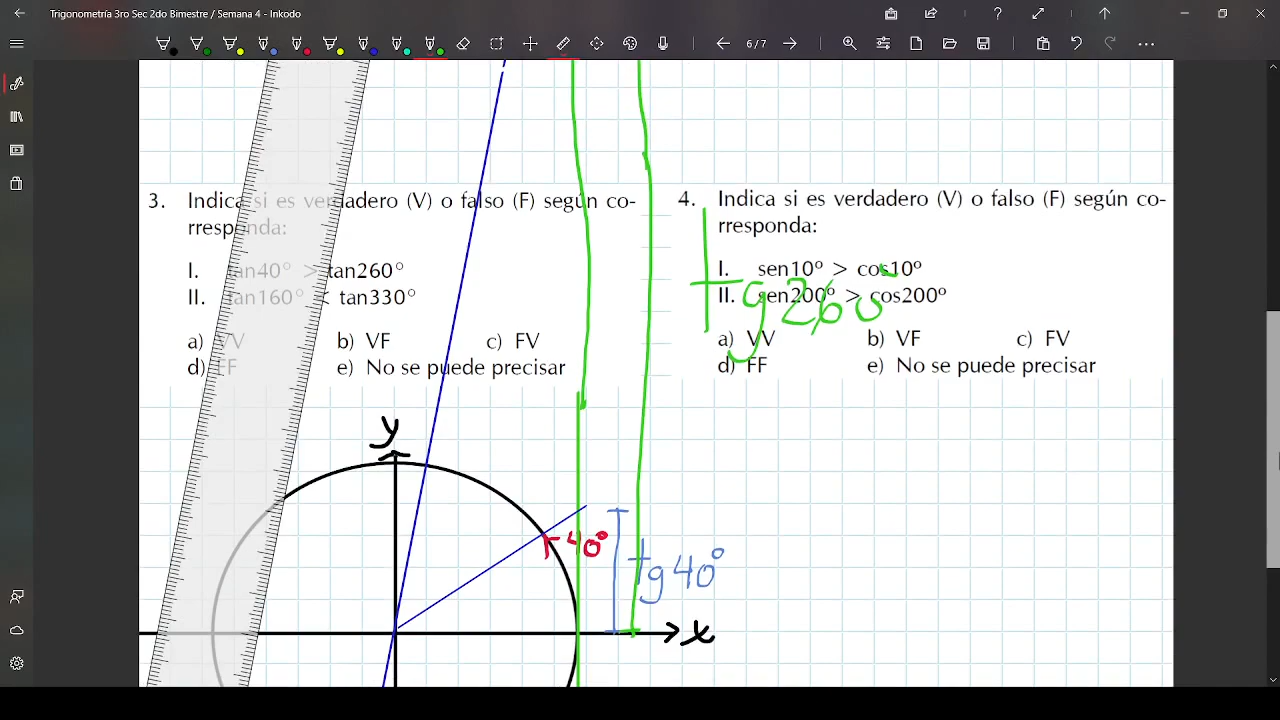 Trigonometría 3ro Sec 2do Bimestre / Semana 4 - Inkodo
6/7
3. Indica si es verdadero (V) o falso (F) según co-
rresponda:
I. tan40° > tan260°
II. tan160° < tan330°
a) VV b) VF c) FV
d) FF e) No se puede precisar
4. Indica si es verdadero (V) o falso (F) según co-
rresponda:
I. sen10° > cos10°
II. sen200° > cos200°
a) VV b) VF c) FV
d) FF e) No se puede precisar
tg260°
y
40°
tg40°
x